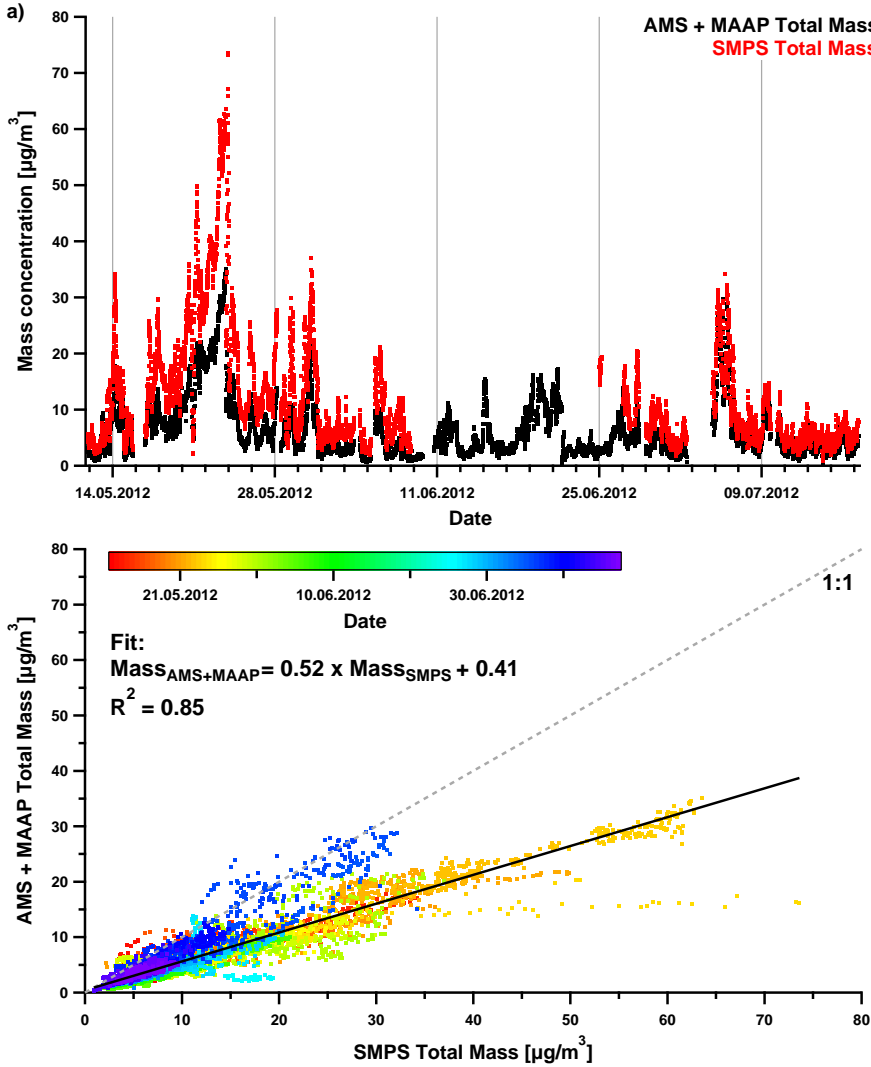 a)
AMS + MAAP Total Mass
SMPS Total Mass
80
70
60
50
40
30
20
10
0
Mass concentration [µg/m³]
14.05.2012 28.05.2012 11.06.2012 25.06.2012 09.07.2012
Date
80
70
60
50
40
30
20
10
0
AMS + MAAP Total Mass [µg/m³]
21.05.2012 10.06.2012 30.06.2012
Date
1:1
Fit:
Mass_AMS+MAAP = 0.52 x Mass_SMPS + 0.41
R² = 0.85
0 10 20 30 40 50 60 70 80
SMPS Total Mass [µg/m³]